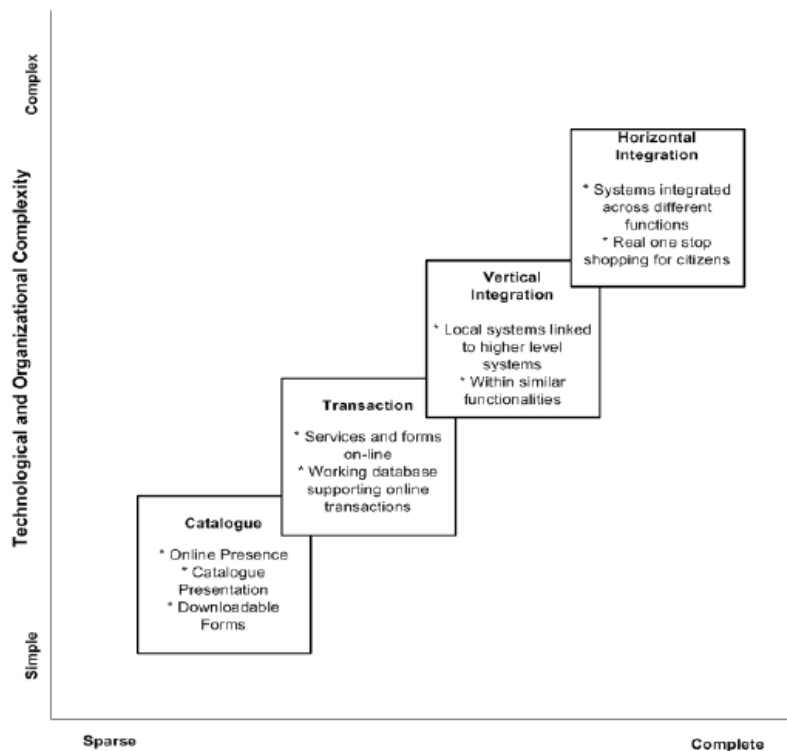 Complex
Technological and Organizational Complexity
Simple
Horizontal
Integration
* Systems integrated
across different
functions
* Real one stop
shopping for citizens
Vertical
Integration
* Local systems linked
to higher level
systems
* Within similar
functionalities
Transaction
* Services and forms
on-line
* Working database
supporting online
transactions
Catalogue
* Online Presence
* Catalogue
Presentation
* Downloadable
Forms
Sparse
Complete